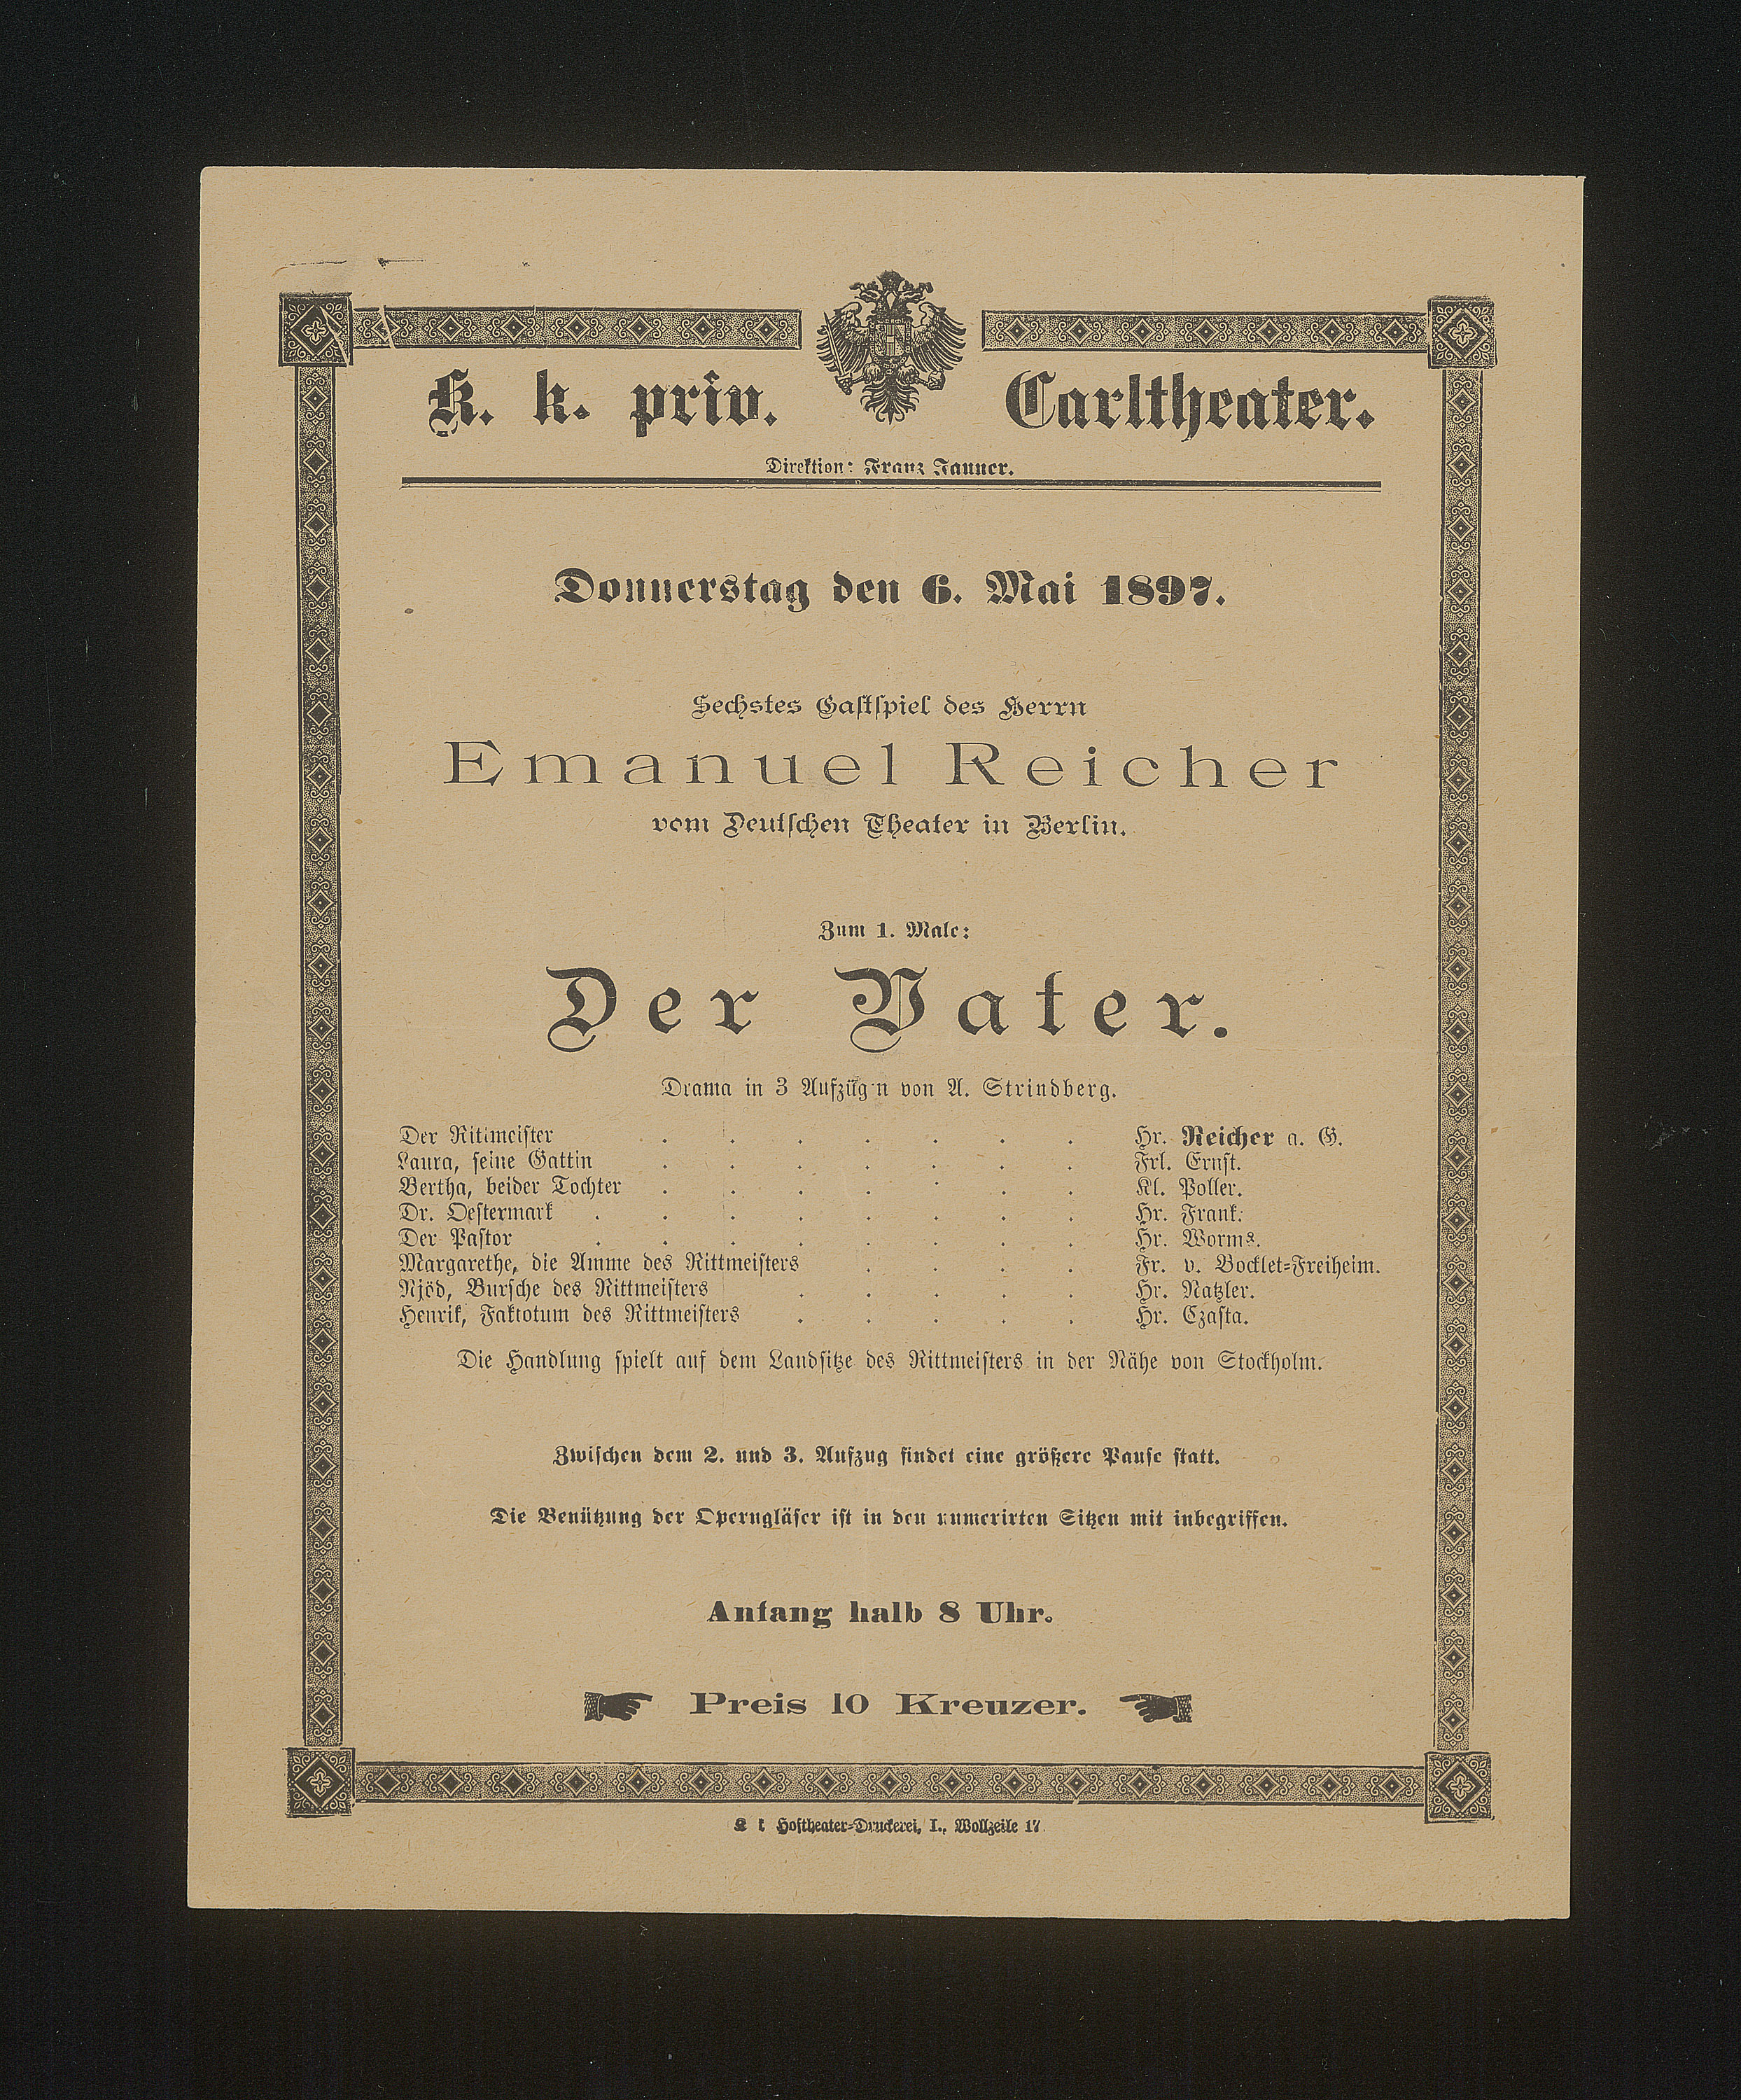 K. k. priv. Carltheater.
Direktion: Franz Jauner.
Donnerstag den 6. Mai 1897.
Sechstes Gastspiel des Herrn
Emanuel Reicher
vom Deutschen Theater in Berlin.
Zum 1. Male:
Der Vater.
Drama in 3 Aufzüg n von A. Strindberg.
Der Rittmeister . . . . . . . Hr. Reicher a. G.
Laura, seine Gattin . . . . . . . Frl. Ernst.
Bertha, beider Tochter . . . . . . . Kl. Poller.
Dr. Oestermark . . . . . . . . Hr. Frank.
Der Pastor . . . . . . . . Hr. Worms.
Margarethe, die Amme des Rittmeisters . . . . Fr. v. Bocklet-Freiheim.
Njöd, Bursche des Rittmeisters . . . . . Hr. Natzler.
Henrik, Faktotum des Rittmeisters . . . . . Hr. Czasta.
Die Handlung spielt auf dem Landsitze des Rittmeisters in der Nähe von Stockholm.
Zwischen dem 2. und 3. Aufzug findet eine größere Pause statt.
Die Benützung der Operngläser ist in den numerirten Sitzen mit inbegriffen.
Anfang halb 8 Uhr.
Preis 10 Kreuzer.
K k Hoftheater-Druckerei, I., Wollzeile 17